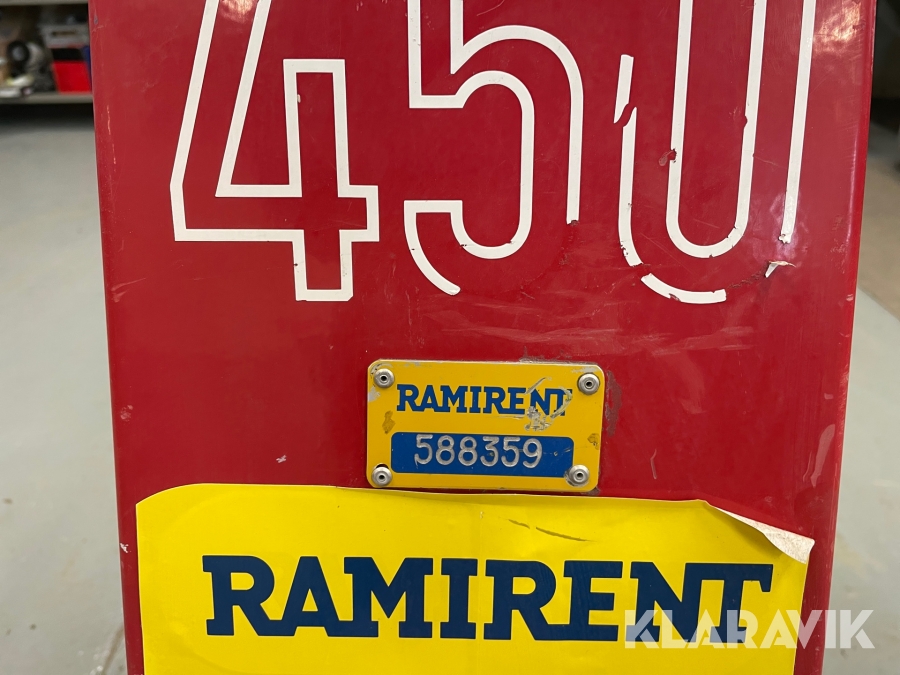 450
RAMIRENT
588359
RAMIRENT
KLARAVIK